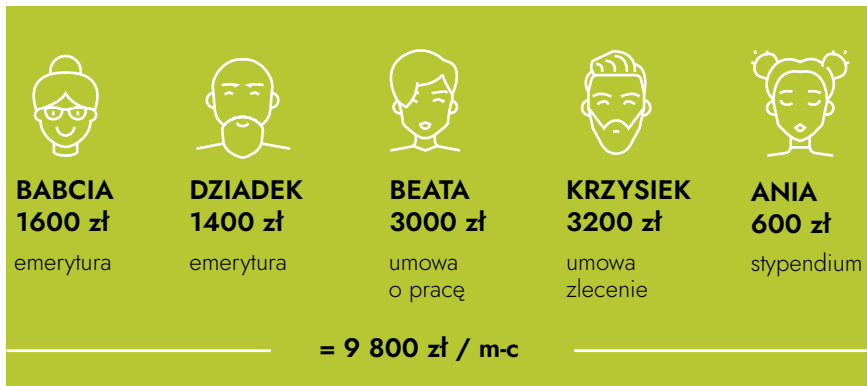 BABCIA
1600 zł
emerytura
DZIADEK
1400 zł
emerytura
BEATA
3000 zł
umowa
o pracę
KRZYSIEK
3200 zł
umowa
zlecenie
ANIA
600 zł
stypendium
= 9 800 zł / m-c